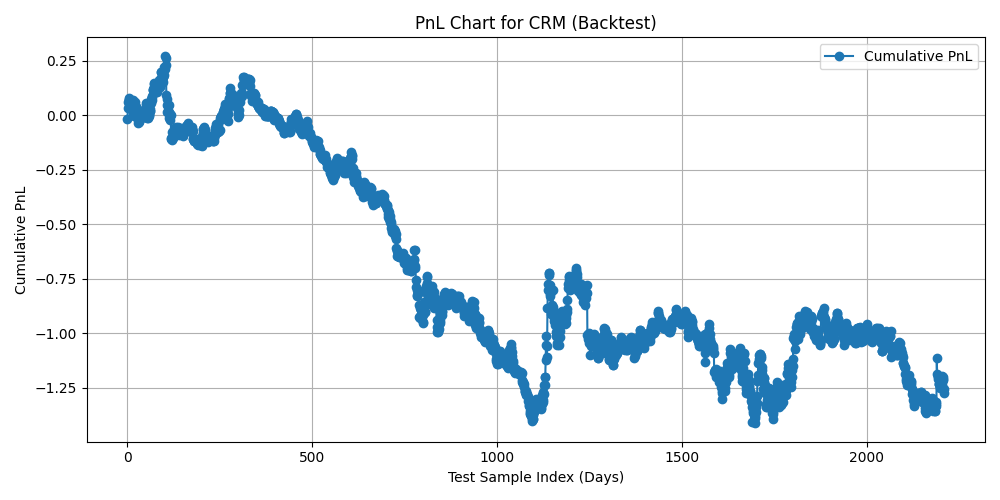 PnL Chart for CRM (Backtest)
Cumulative PnL
0.25
0.00
−0.25
−0.50
−0.75
−1.00
−1.25
Cumulative PnL
0 500 1000 1500 2000
Test Sample Index (Days)